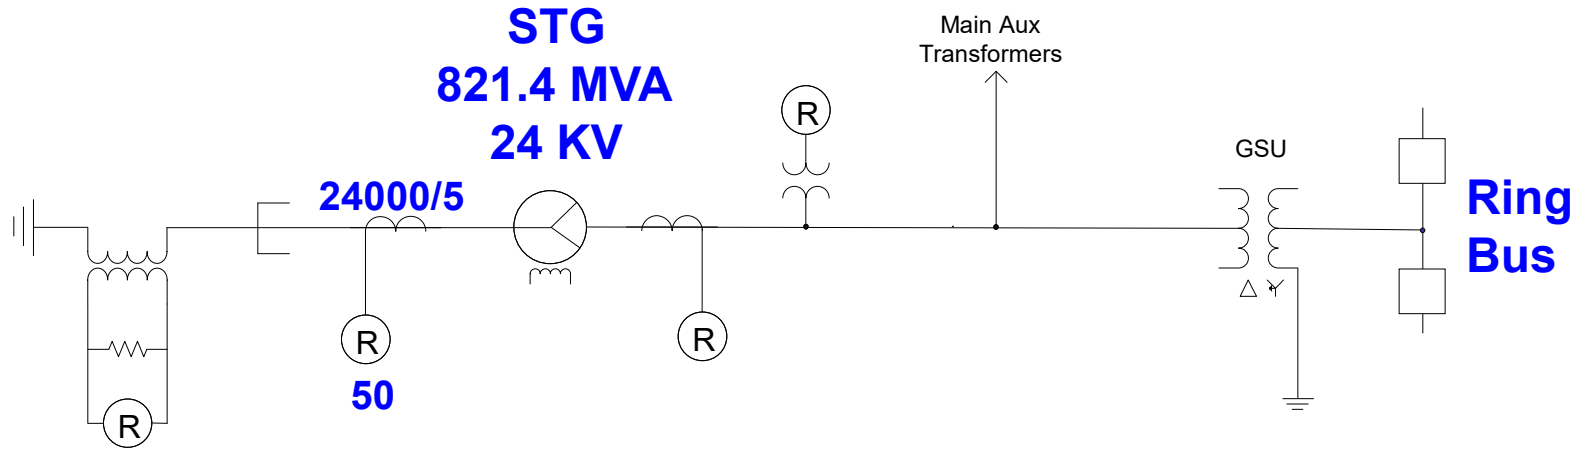 STG
821.4 MVA
24 KV
Main Aux
Transformers
R
GSU
24000/5
Ring
Bus
R
R
50
R